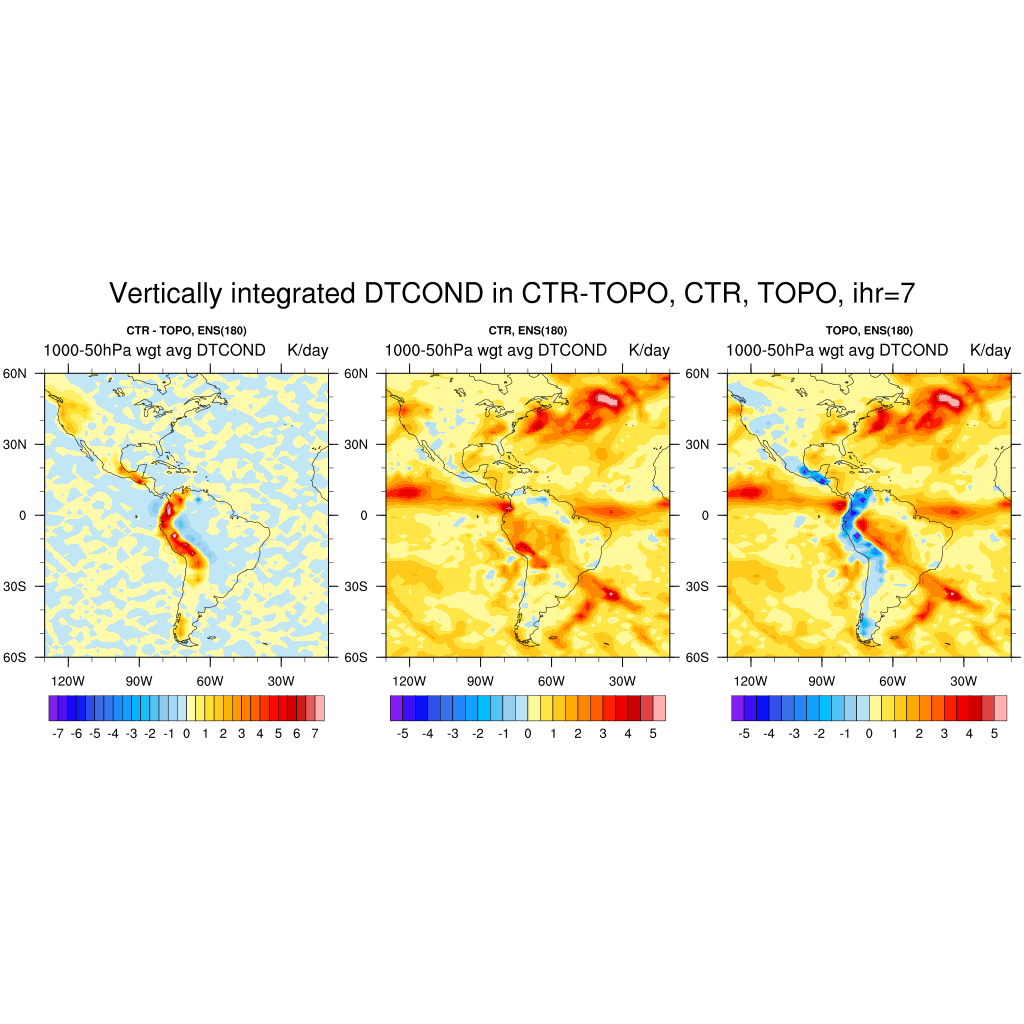 Vertically integrated DTCOND in CTR-TOPO, CTR, TOPO, ihr=7
CTR - TOPO, ENS(180)
1000-50hPa wgt avg DTCOND K/day
60N
30N
0
30S
60S
120W 90W 60W 30W
-7 -6 -5 -4 -3 -2 -1 0 1 2 3 4 5 6 7
CTR, ENS(180)
1000-50hPa wgt avg DTCOND K/day
60N
30N
0
30S
60S
120W 90W 60W 30W
-5 -4 -3 -2 -1 0 1 2 3 4 5
TOPO, ENS(180)
1000-50hPa wgt avg DTCOND K/day
60N
30N
0
30S
60S
120W 90W 60W 30W
-5 -4 -3 -2 -1 0 1 2 3 4 5